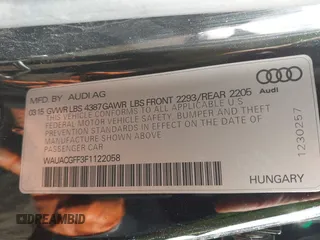 MFD. BY AUDI AG
03·15 GVWR LBS 4387 GAWR LBS FRONT 2293/REAR 2205
THIS VEHICLE CONFORMS TO ALL APPLICABLE U.S.
FEDERAL MOTOR VEHICLE SAFETY, BUMPER AND THEFT
PREVENTION STANDARDS IN EFFECT ON THE DATE OF
MANUFACTURE SHOWN ABOVE
PASSENGER CAR
WAUACGFF3F1122058
Audi
1230257
HUNGARY
DREAMBID